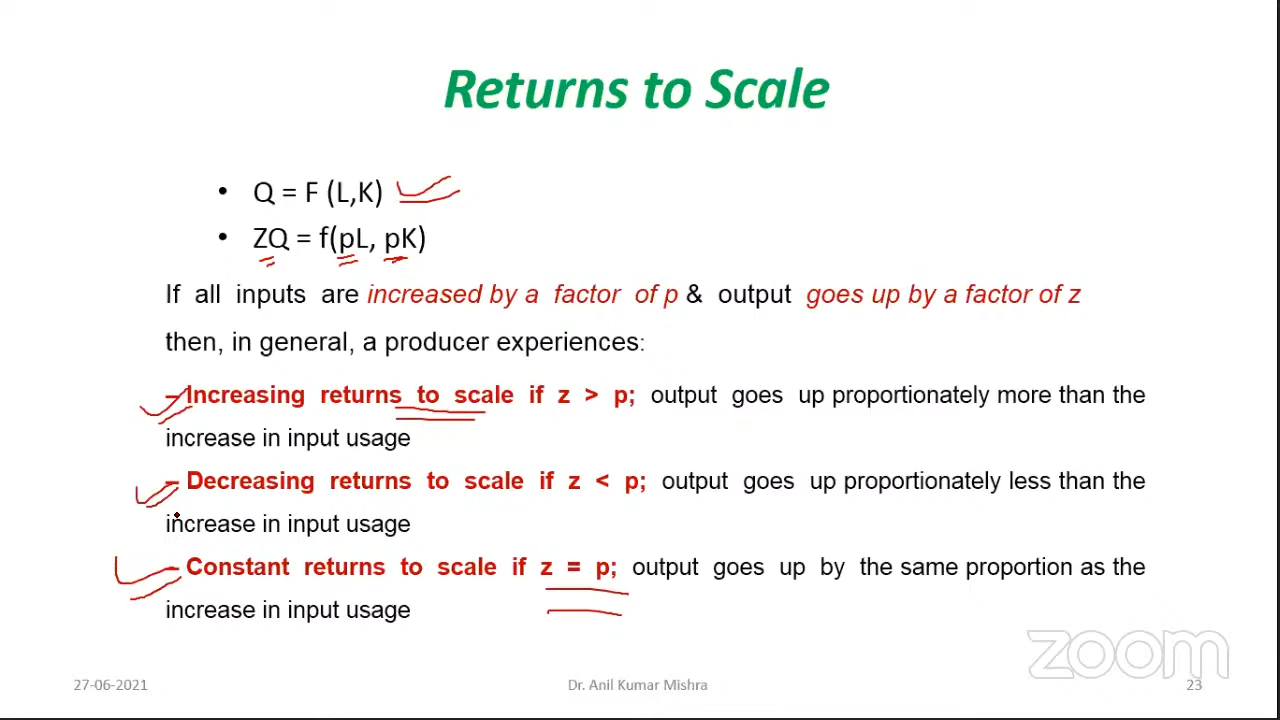 Returns to Scale
• Q = F (L,K)
• ZQ = f(pL, pK)
If all inputs are increased by a factor of p & output goes up by a factor of z
then, in general, a producer experiences:
– Increasing returns to scale if z > p; output goes up proportionately more than the
increase in input usage
– Decreasing returns to scale if z < p; output goes up proportionately less than the
increase in input usage
– Constant returns to scale if z = p; output goes up by the same proportion as the
increase in input usage
zoom
27-06-2021 Dr. Anil Kumar Mishra 23